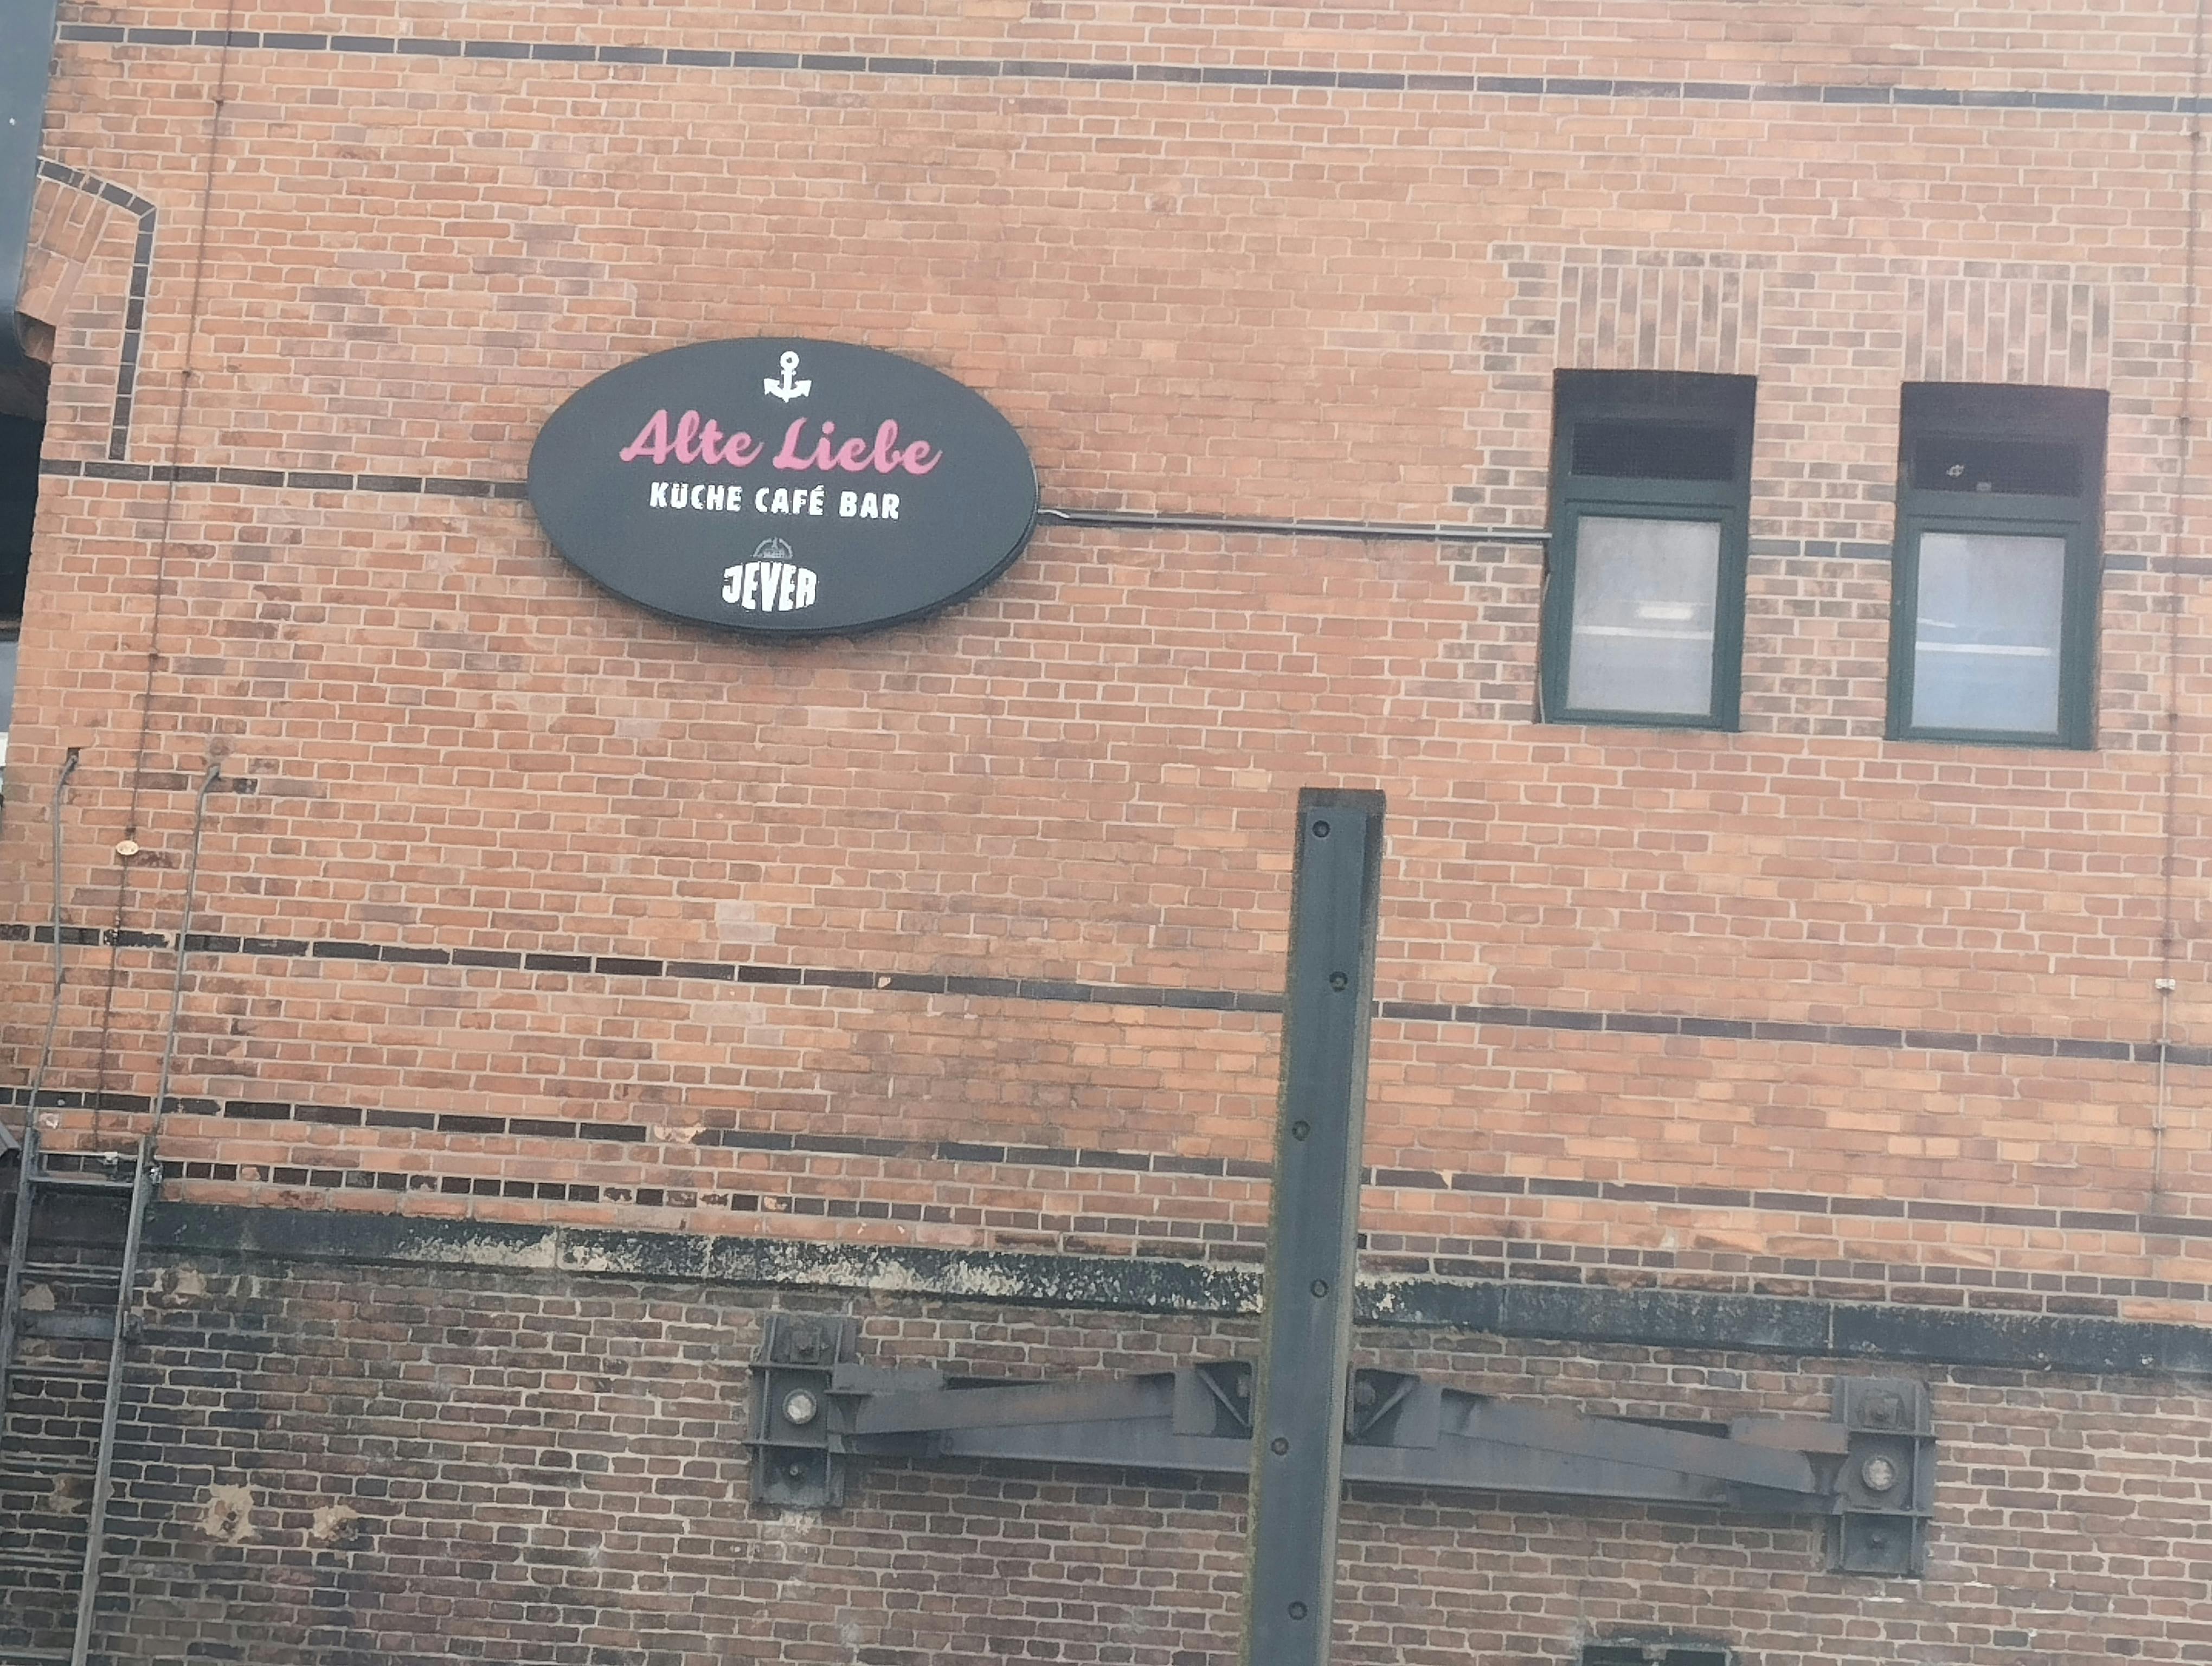 Alte Liebe
KÜCHE CAFÉ BAR
JEVER